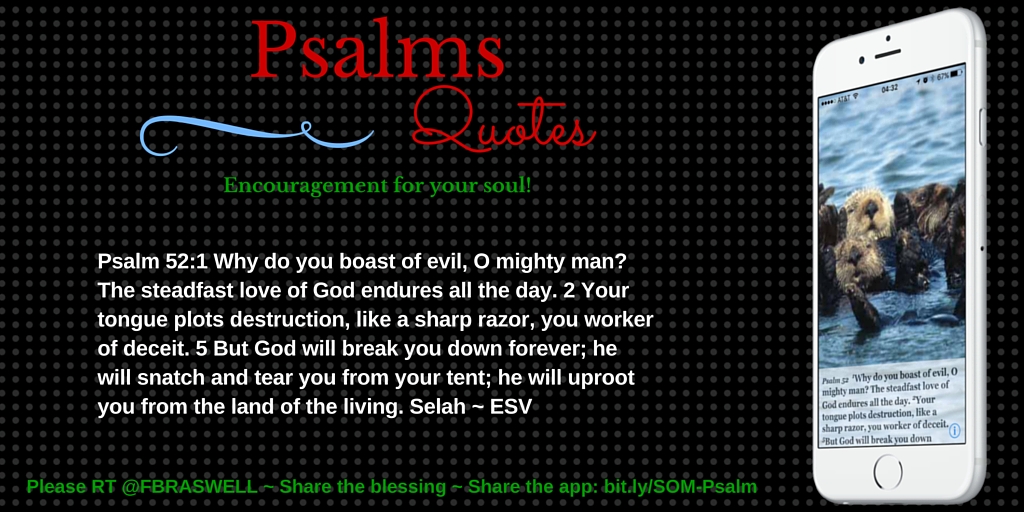 Psalms
Quotes
Encouragement for your soul!
Psalm 52:1 Why do you boast of evil, O mighty man?
The steadfast love of God endures all the day. 2 Your
tongue plots destruction, like a sharp razor, you worker
of deceit. 5 But God will break you down forever; he
will snatch and tear you from your tent; he will uproot
you from the land of the living. Selah ~ ESV
Please RT @FBRASWELL ~ Share the blessing ~ Share the app: bit.ly/SOM-Psalm
AT&T 04:32 67%
Psalm 52 ¹Why do you boast of evil, O
mighty man? The steadfast love of
God endures all the day. ²Your
tongue plots destruction, like a
sharp razor, you worker of deceit.
⁵But God will break you down